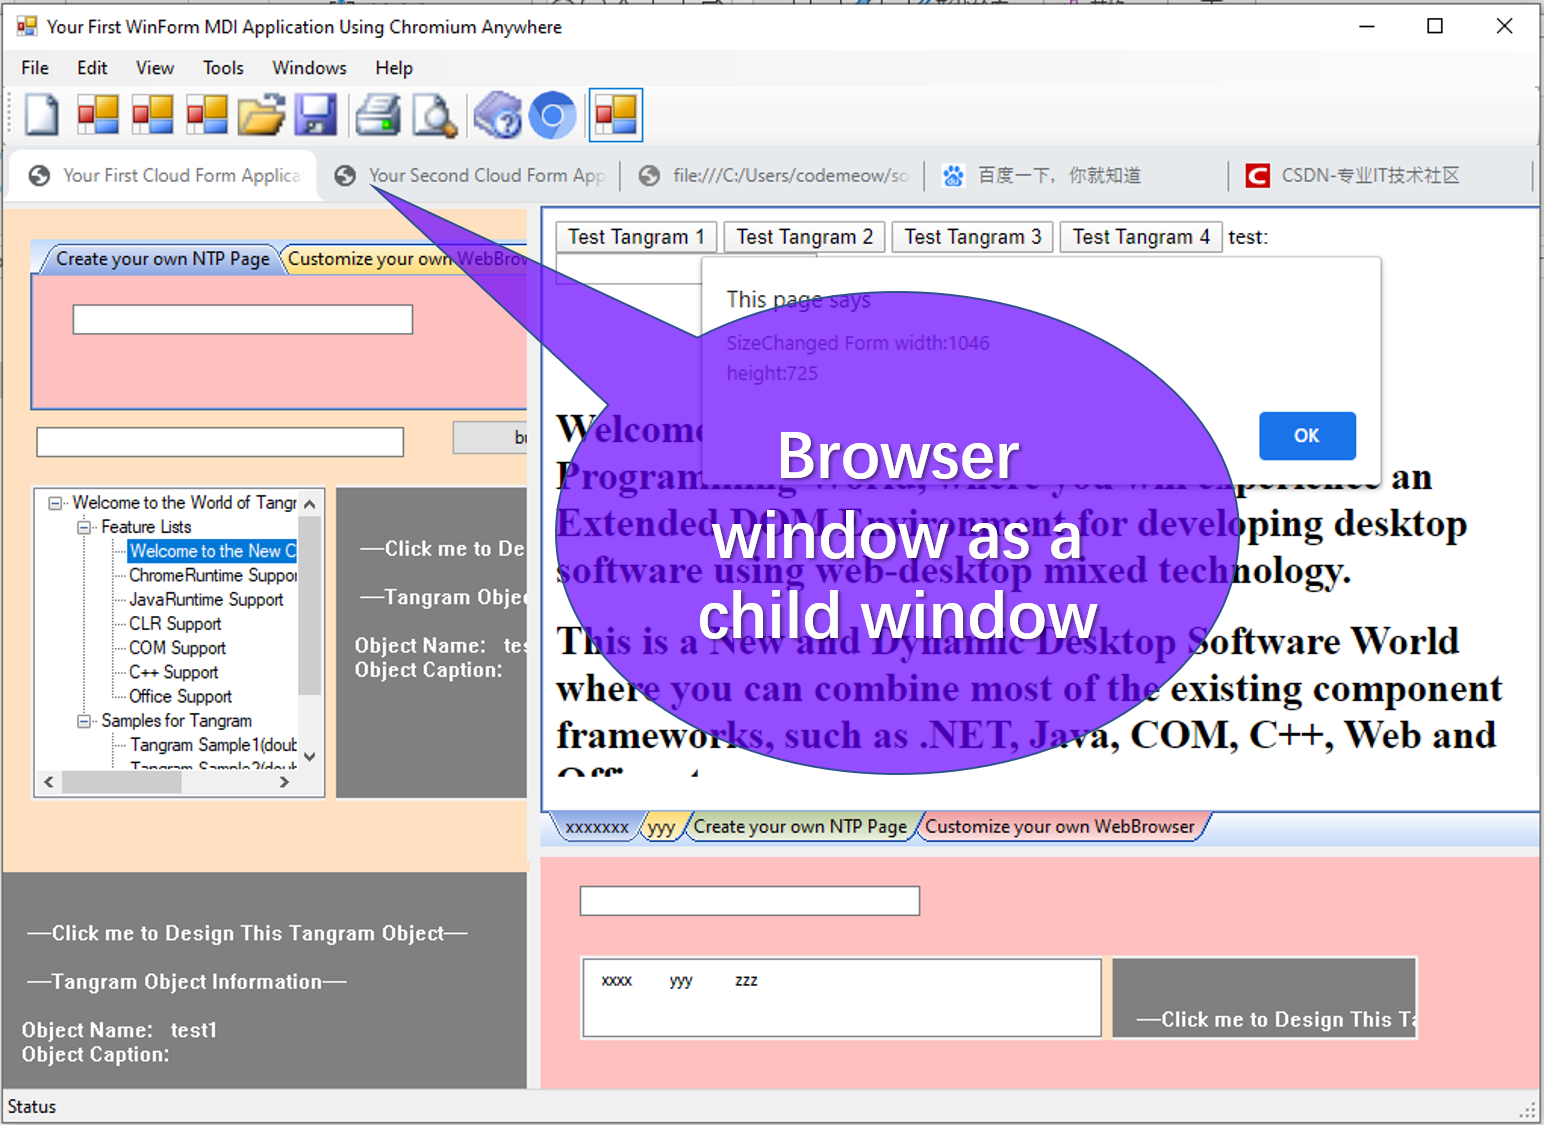 Your First WinForm MDI Application Using Chromium Anywhere
File Edit View Tools Windows Help
Your First Cloud Form Applica
Your Second Cloud Form App
file:///C:/Users/codemeow/so
百度一下，你就知道
CSDN-专业IT技术社区
Create your own NTP Page
Customize your own WebBrow
Test Tangram 1 Test Tangram 2 Test Tangram 3 Test Tangram 4 test:
This page says
SizeChanged Form width:1046
height:725
OK
bu
Welcome to the World of Tangr
Feature Lists
Welcome to the New C
ChromeRuntime Suppor
JavaRuntime Support
CLR Support
COM Support
C++ Support
Office Support
Samples for Tangram
Tangram Sample1(doub
Tangram Sample2(doub
—Click me to De
—Tangram Objec
Object Name: tes
Object Caption:
Welcome
Programming World, where you will experience an
Extended DOM Environment for developing desktop
software using web-desktop mixed technology.
This is a New and Dynamic Desktop Software World
where you can combine most of the existing component
frameworks, such as .NET, Java, COM, C++, Web and
Browser
window as a
child window
xxxxxxx yyy Create your own NTP Page Customize your own WebBrowser
—Click me to Design This Tangram Object—
—Tangram Object Information—
Object Name: test1
Object Caption:
xxxx yyy zzz
—Click me to Design This Ta
Status